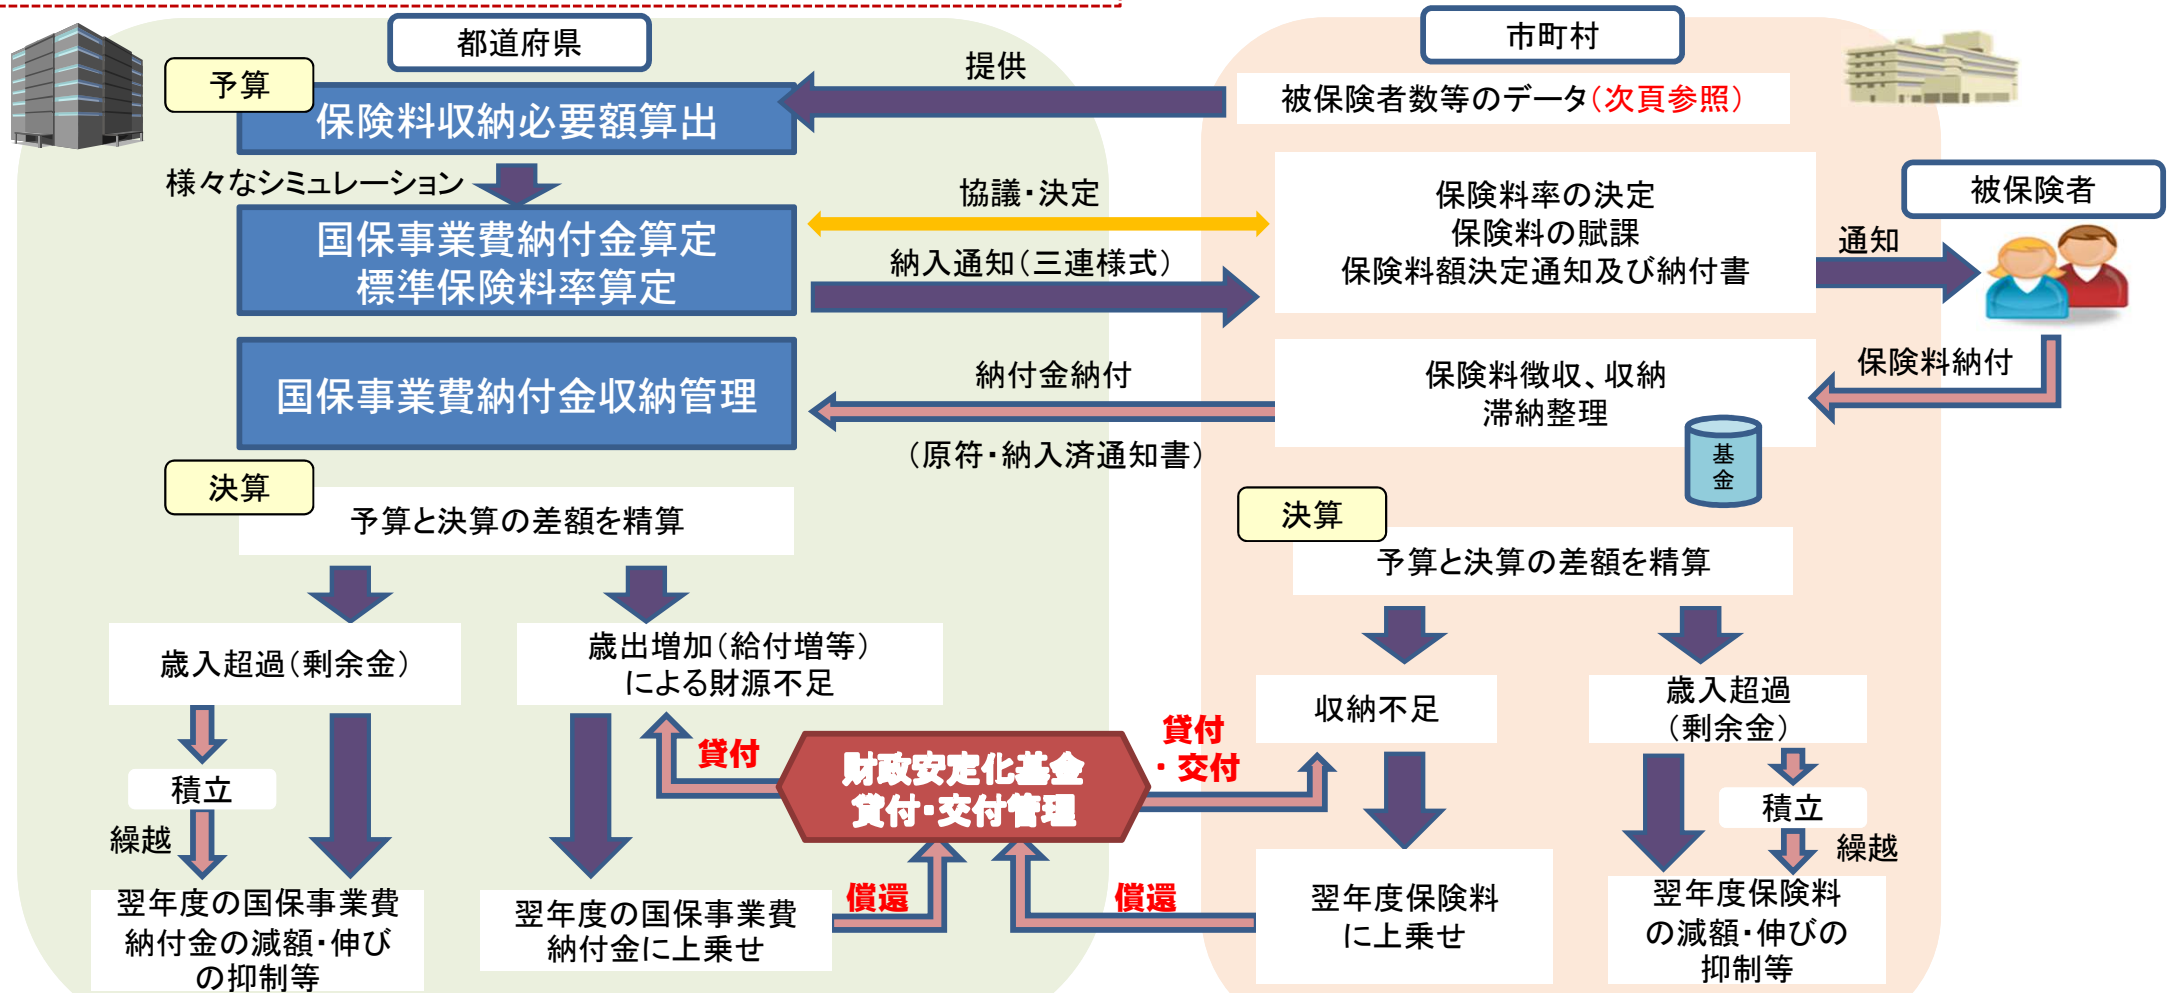 都道府県
市町村
予算
保険料収納必要額算出
提供
被保険者数等のデータ(次頁参照)
様々なシミュレーション
国保事業費納付金算定
標準保険料率算定
協議・決定
納入通知(三連様式)
保険料率の決定
保険料の賦課
保険料額決定通知及び納付書
通知
被保険者
国保事業費納付金収納管理
納付金納付
(原符・納入済通知書)
保険料徴収、収納
滞納整理
保険料納付
基
金
決算
予算と決算の差額を精算
決算
予算と決算の差額を精算
歳入超過(剰余金)
歳出増加(給付増等)
による財源不足
収納不足
歳入超過
(剰余金)
積立
繰越
貸付
財政安定化基金
貸付・交付管理
貸付
・交付
積立
繰越
翌年度の国保事業費
納付金の減額・伸び
の抑制等
翌年度の国保事業費
納付金に上乗せ
償還
償還
翌年度保険料
に上乗せ
翌年度保険料
の減額・伸びの
抑制等